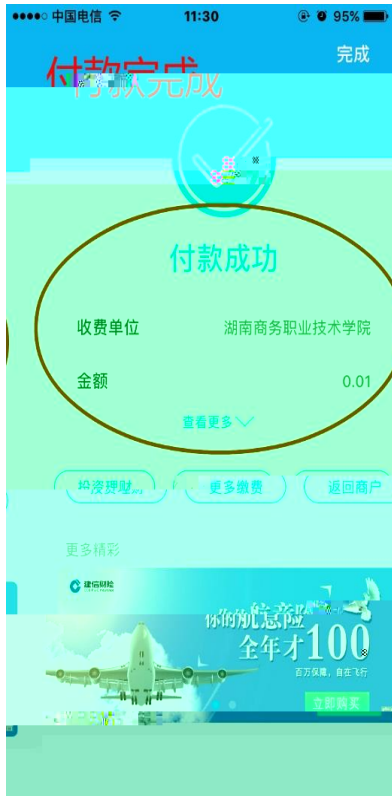 中国电信 11:30 95%
完成
付款完成
付款成功
收费单位 湖南商务职业技术学院
金额 0.01
查看更多
投资理财... 更多缴费 返回商户
更多精彩
建信财险
你的航意险
全年才100
百万保障，自在飞行
立即购买